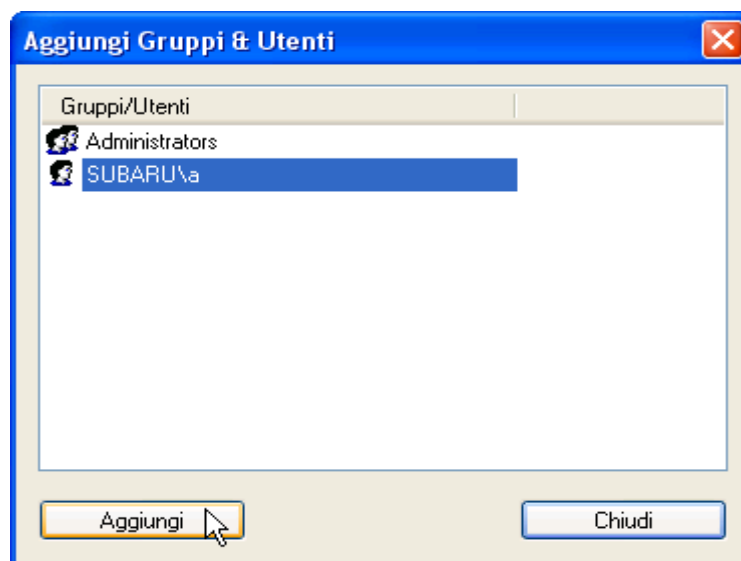 Aggiungi Gruppi & Utenti
Gruppi/Utenti
Administrators
SUBARU\a
Aggiungi
Chiudi